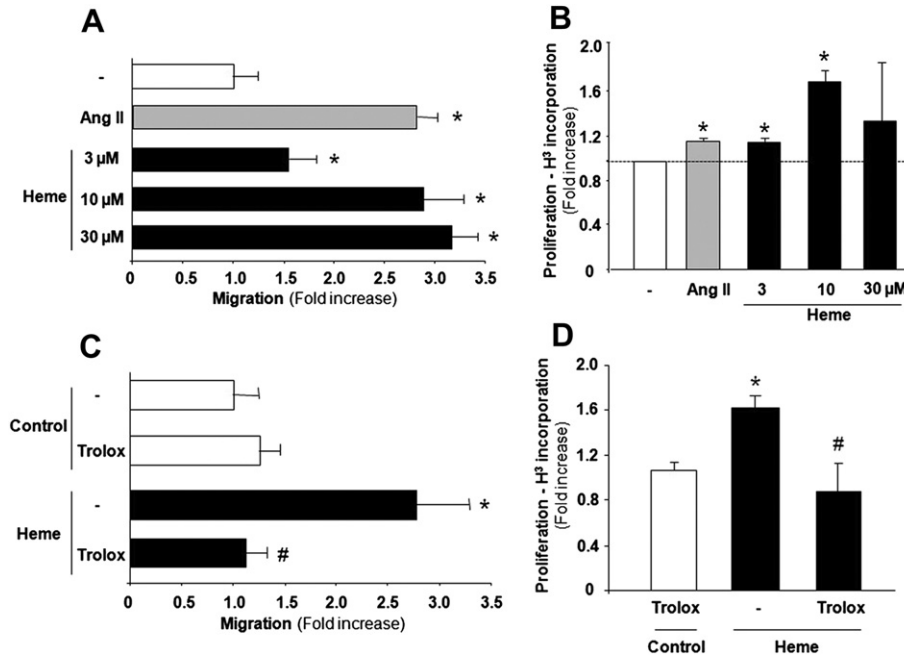 A
-
Ang II
3 µM
Heme
10 µM
30 µM
*
*
*
*
0 0.5 1.0 1.5 2.0 2.5 3.0 3.5
Migration (Fold increase)
B
Proliferation - H³ incorporation
(Fold increase)
2.0
1.6
1.2
0.8
0.4
0
*
*
*
- Ang II 3 10 30 µM
Heme
C
-
Control
Trolox
-
Heme
Trolox
*
#
0 0.5 1.0 1.5 2.0 2.5 3.0 3.5
Migration (Fold increase)
D
Proliferation - H³ incorporation
(Fold increase)
2.0
1.6
1.2
0.8
0.4
0
*
#
Trolox - Trolox
Control Heme